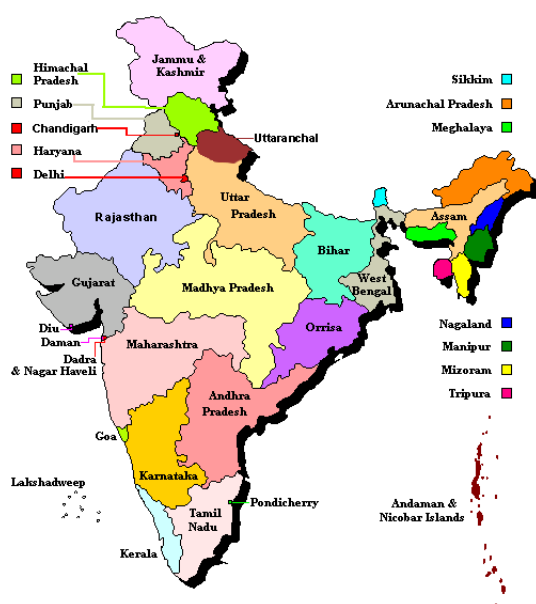 Jammu &
Kashmir
Himachal
Pradesh
Punjab
Chandigarh
Haryana
Delhi
Uttaranchal
Sikkim
Arunachal Pradesh
Meghalaya
Uttar
Pradesh
Assam
Rajasthan
Bihar
Gujarat
Madhya Pradesh
West
Bengal
Diu
Daman
Dadra
& Nagar Haveli
Maharashtra
Orrisa
Nagaland
Manipur
Mizoram
Tripura
Andhra
Pradesh
Goa
Karnataka
Lakshadweep
Pondicherry
Tamil
Nadu
Kerala
Andaman &
Nicobar Islands